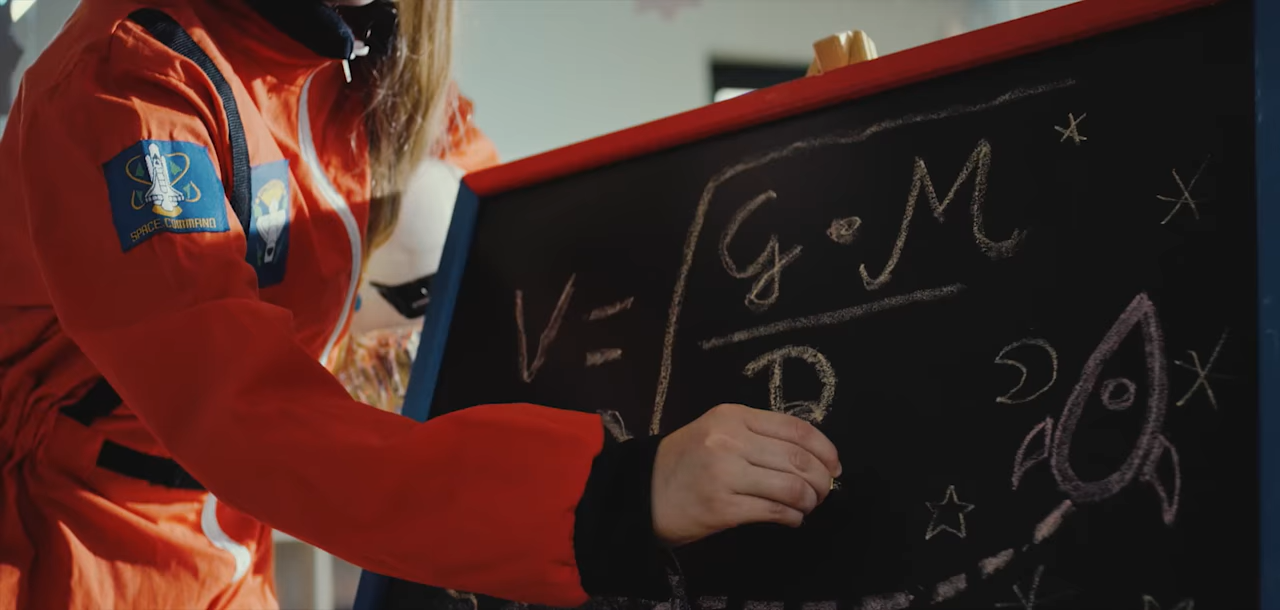 SPACE COMMAND
G · M
V = √
R